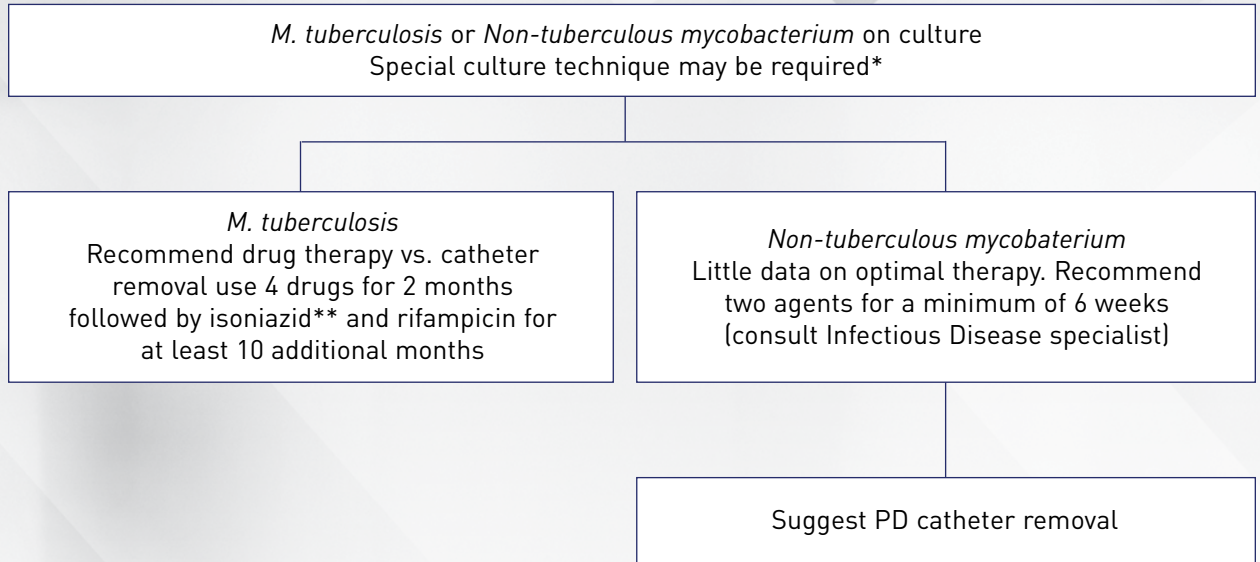 M. tuberculosis or Non-tuberculous mycobacterium on culture
Special culture technique may be required*
M. tuberculosis
Recommend drug therapy vs. catheter
removal use 4 drugs for 2 months
followed by isoniazid** and rifampicin for
at least 10 additional months
Non-tuberculous mycobaterium
Little data on optimal therapy. Recommend
two agents for a minimum of 6 weeks
(consult Infectious Disease specialist)
Suggest PD catheter removal